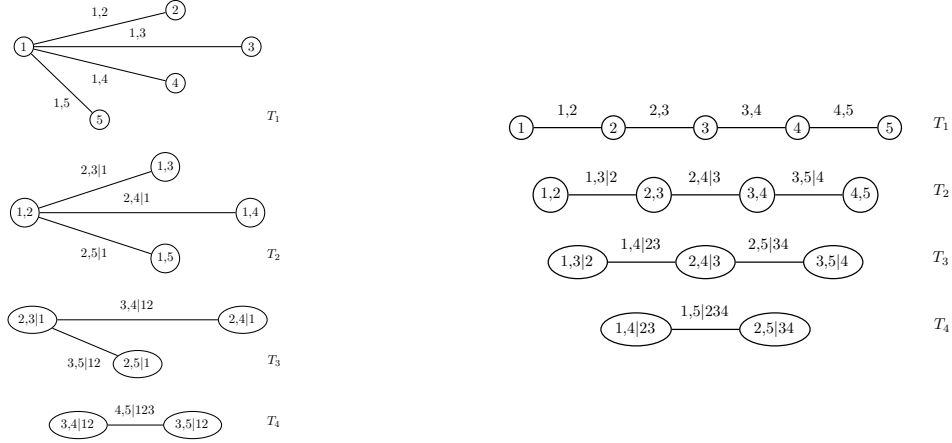 1,2
2
1,3
1
3
1,4
4
1,5
5
T1
2,3|1
1,3
2,4|1
1,2
1,4
2,5|1
1,5
T2
3,4|12
2,3|1
2,4|1
3,5|12
2,5|1
T3
4,5|123
3,4|12
3,5|12
T4
1,2 2,3 3,4 4,5
1 2 3 4 5 T1
1,3|2 2,4|3 3,5|4
1,2 2,3 3,4 4,5 T2
1,4|23 2,5|34
1,3|2 2,4|3 3,5|4 T3
1,5|234
1,4|23 2,5|34 T4